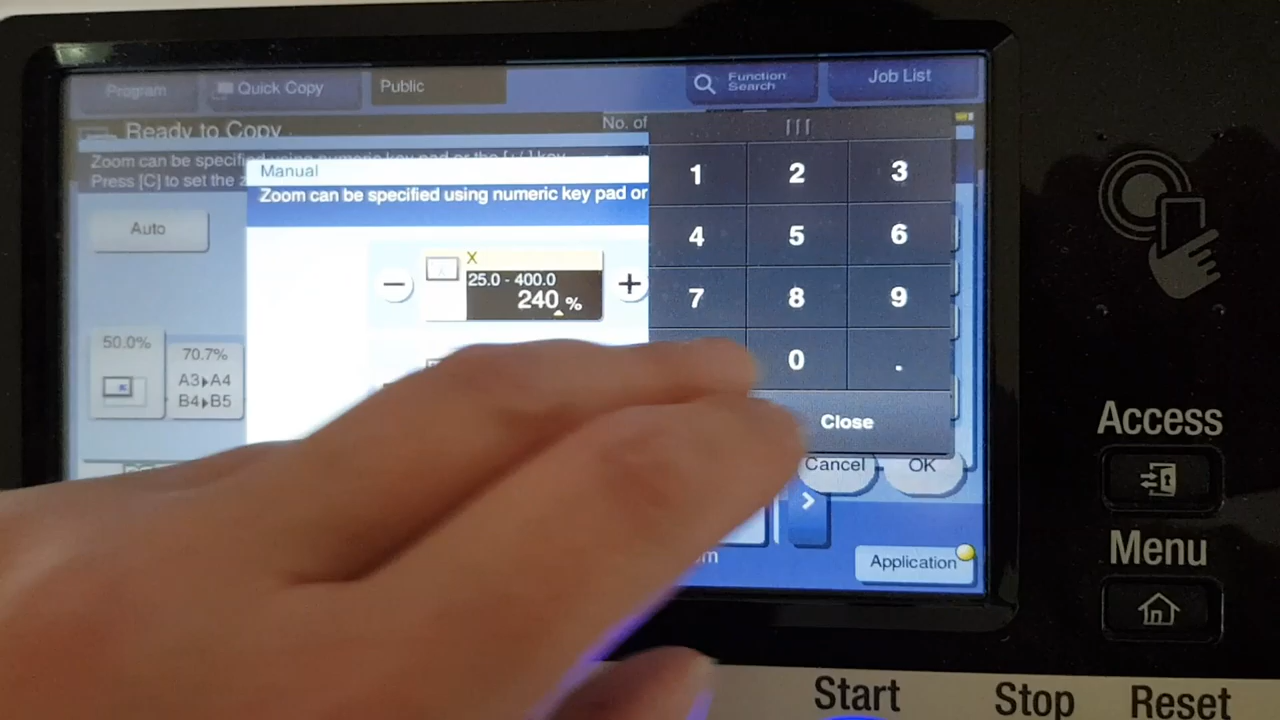 Program
Quick Copy
Public
Function Search
Job List
Ready to Copy
No. of
Zoom can be specified using numeric key pad or the [+/-] key.
Press [C] to set the z
Manual
Zoom can be specified using numeric key pad or
Auto
X
25.0 - 400.0
240 %
50.0%
70.7%
A3▶A4
B4▶B5
1
2
3
4
5
6
7
8
9
0
.
Close
Cancel
OK
Application
Access
Menu
Start
Stop
Reset